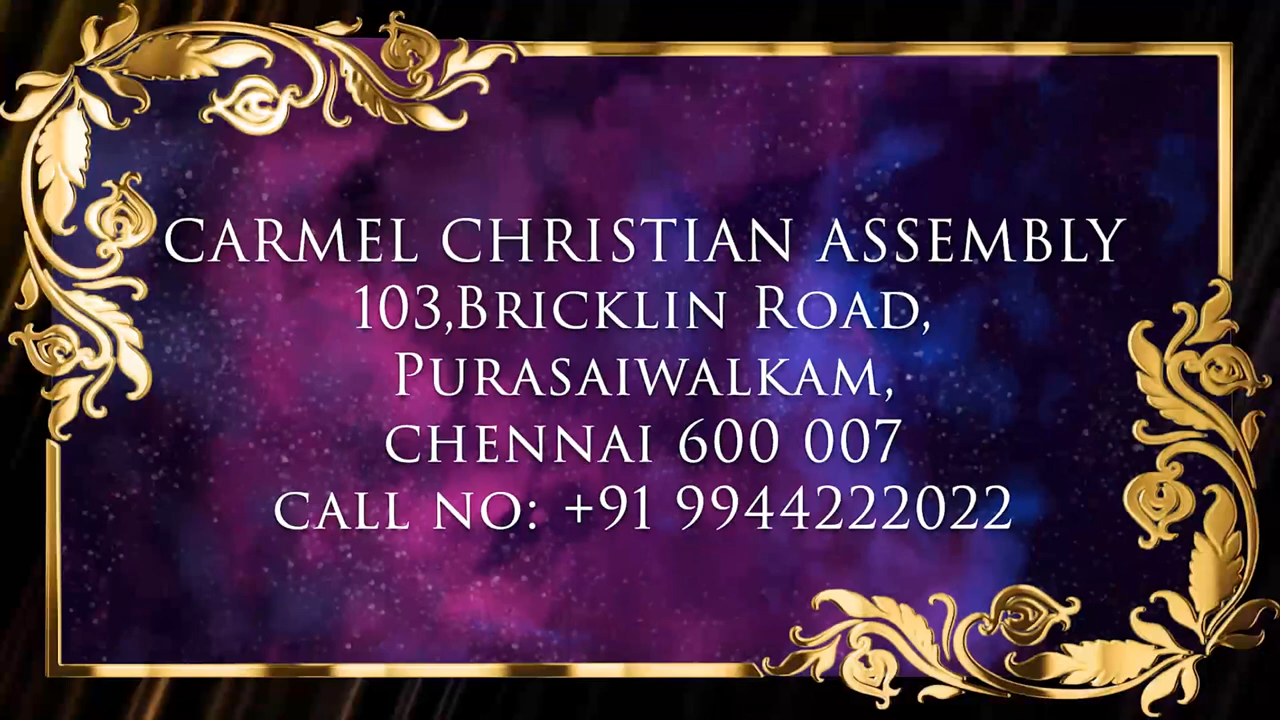 CARMEL CHRISTIAN ASSEMBLY
103,Bricklin Road,
Purasaiwalkam,
chennai 600 007
call no: +91 9944222022